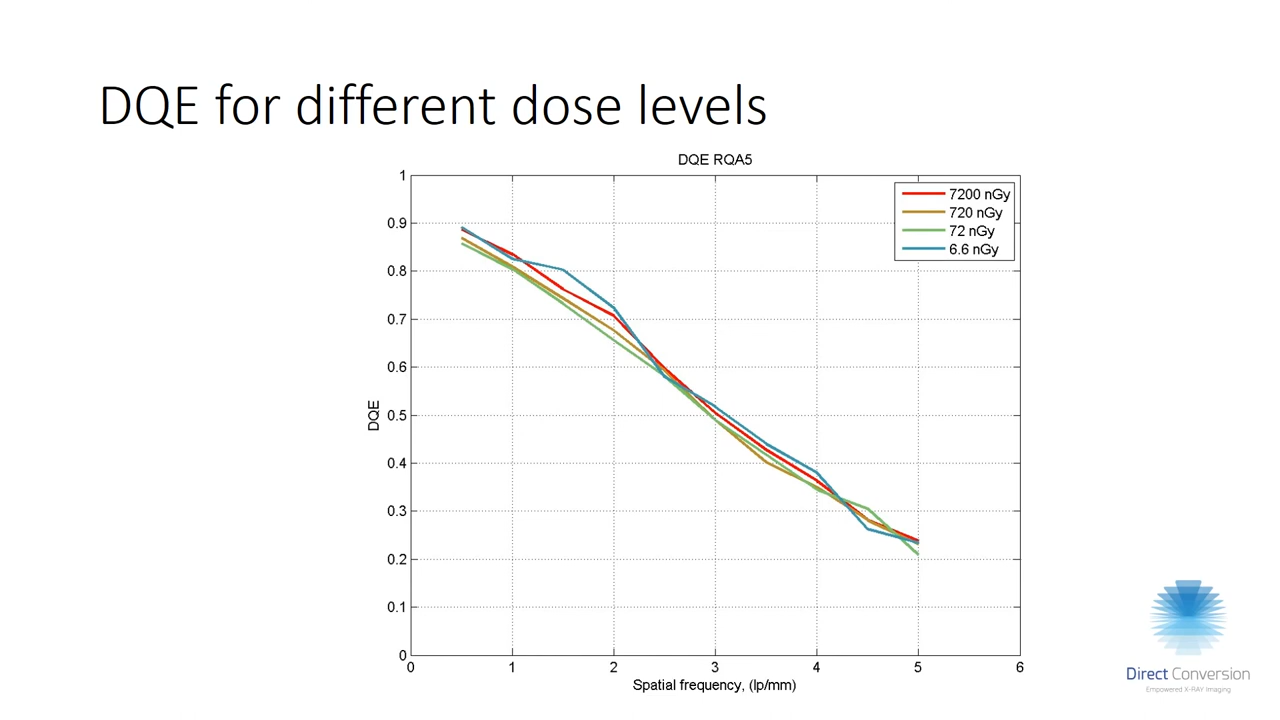 DQE for different dose levels
DQE RQA5
7200 nGy
720 nGy
72 nGy
6.6 nGy
1
0.9
0.8
0.7
0.6
0.5
0.4
0.3
0.2
0.1
0
DQE
0 1 2 3 4 5 6
Spatial frequency, (lp/mm)
Direct Conversion
Empowered X-RAY Imaging